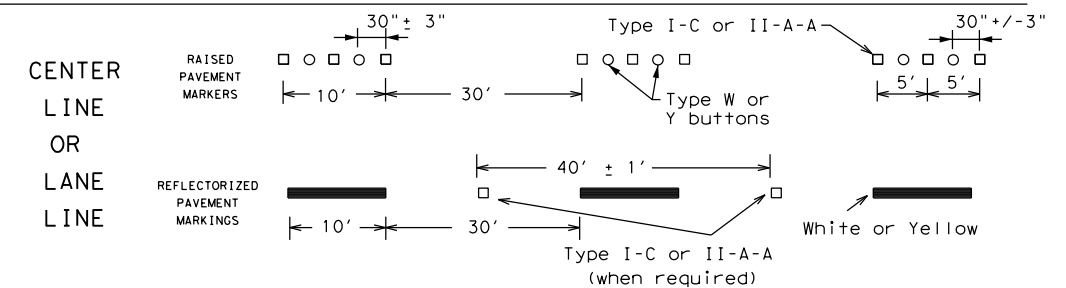 CENTER
LINE
OR
LANE
LINE
RAISED
PAVEMENT
MARKERS
30"± 3"
10'
30'
Type I-C or II-A-A
30"+/-3"
5'
5'
Type W or
Y buttons
REFLECTORIZED
PAVEMENT
MARKINGS
40' ± 1'
10'
30'
Type I-C or II-A-A
(when required)
White or Yellow